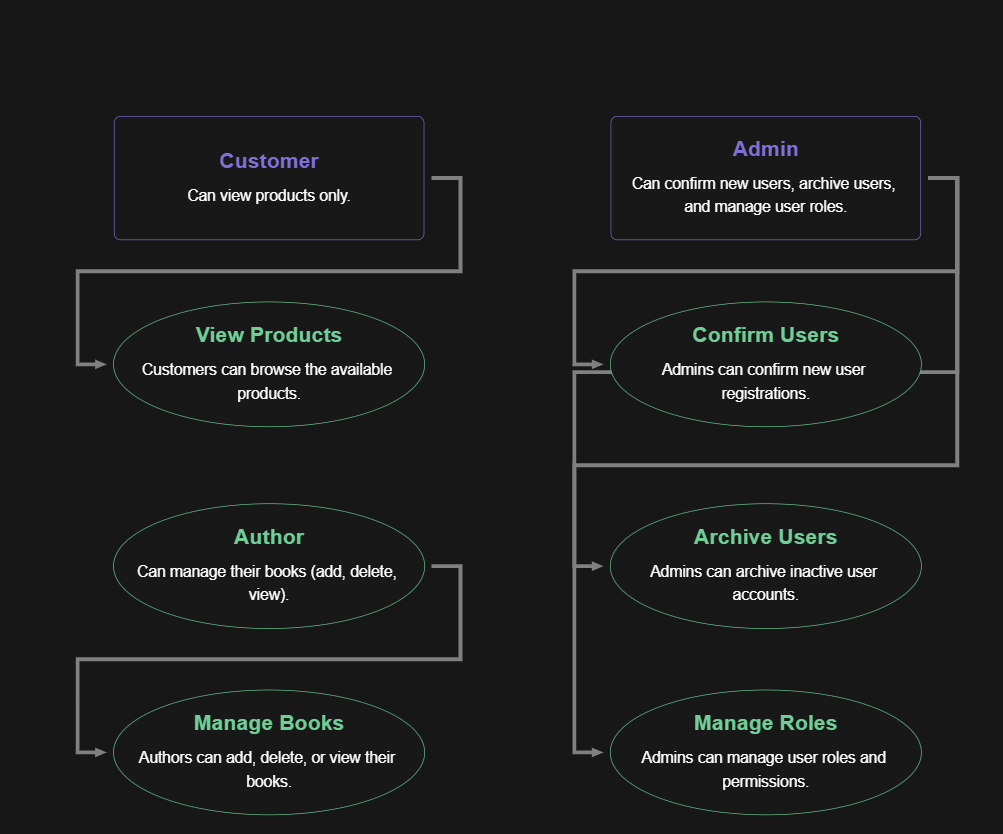 Customer
Can view products only.
Admin
Can confirm new users, archive users,
and manage user roles.
View Products
Customers can browse the available
products.
Confirm Users
Admins can confirm new user
registrations.
Author
Can manage their books (add, delete,
view).
Archive Users
Admins can archive inactive user
accounts.
Manage Books
Authors can add, delete, or view their
books.
Manage Roles
Admins can manage user roles and
permissions.